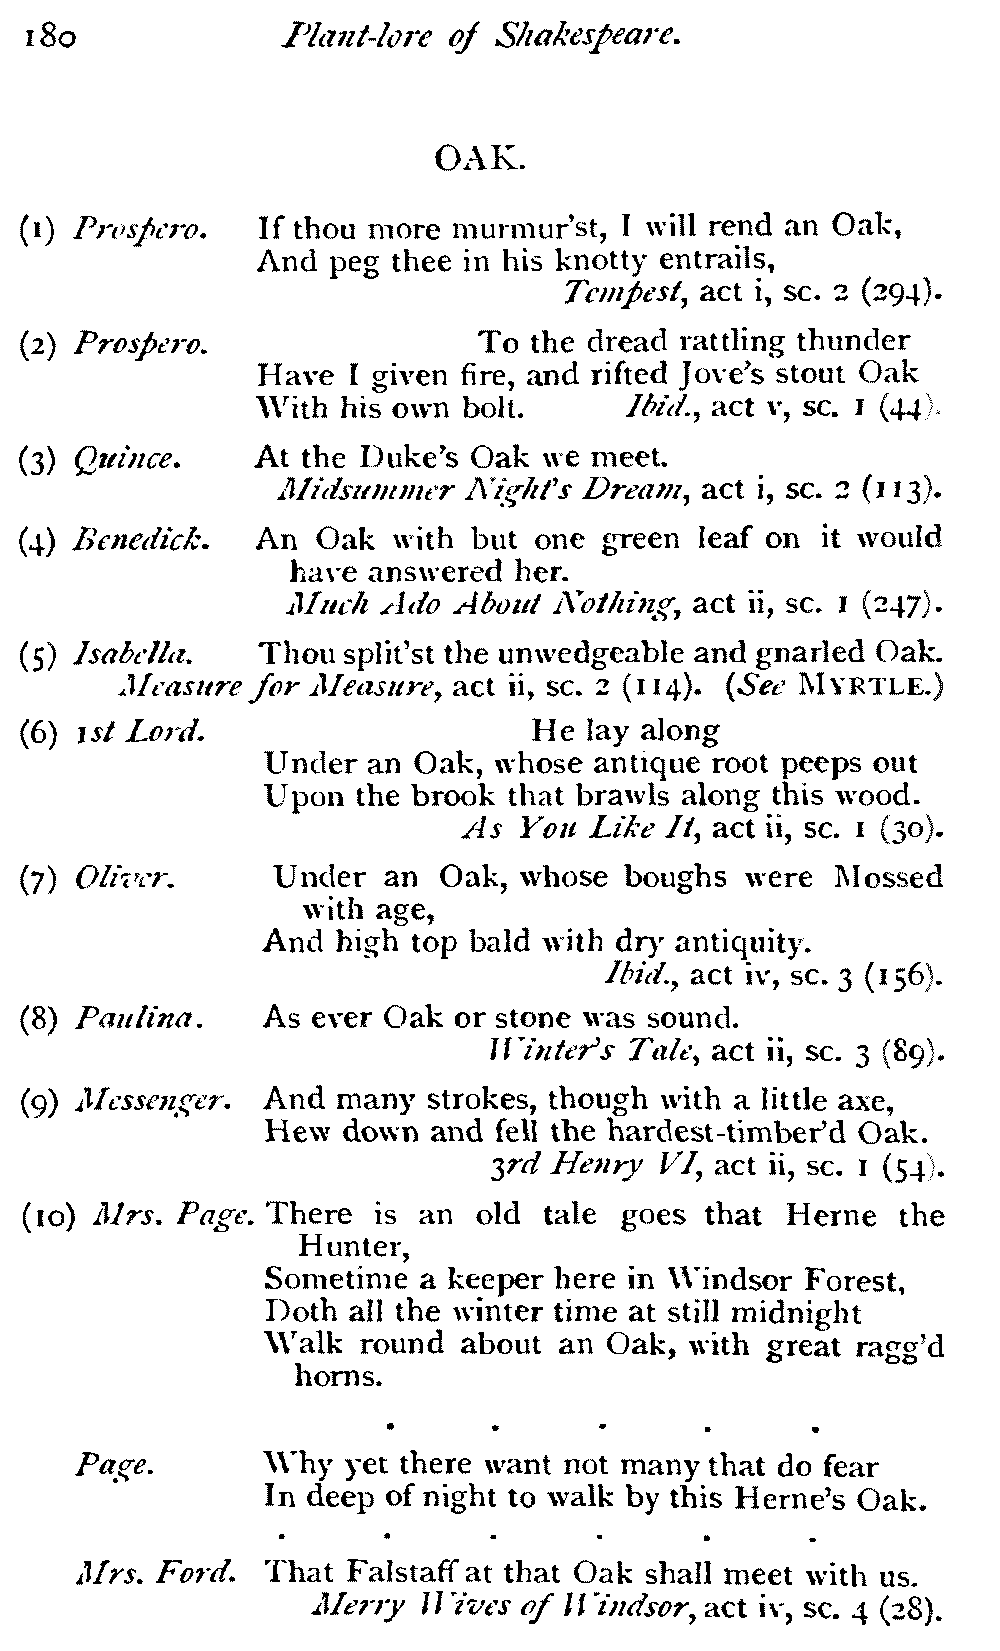 180 Plant-lore of Shakespeare.
OAK.
(1) Prospero. If thou more murmur'st, I will rend an Oak,
And peg thee in his knotty entrails,
Tempest, act i, sc. 2 (294).
(2) Prospero. To the dread rattling thunder
Have I given fire, and rifted Jove's stout Oak
With his own bolt. Ibid., act v, sc. 1 (44).
(3) Quince. At the Duke's Oak we meet.
Midsummer Night's Dream, act i, sc. 2 (113).
(4) Benedick. An Oak with but one green leaf on it would
have answered her.
Much Ado About Nothing, act ii, sc. 1 (247).
(5) Isabella. Thou split'st the unwedgeable and gnarled Oak.
Measure for Measure, act ii, sc. 2 (114). (See MYRTLE.)
(6) 1st Lord. He lay along
Under an Oak, whose antique root peeps out
Upon the brook that brawls along this wood.
As You Like It, act ii, sc. 1 (30).
(7) Oliver. Under an Oak, whose boughs were Mossed
with age,
And high top bald with dry antiquity.
Ibid., act iv, sc. 3 (156).
(8) Paulina. As ever Oak or stone was sound.
Winter's Tale, act ii, sc. 3 (89).
(9) Messenger. And many strokes, though with a little axe,
Hew down and fell the hardest-timber'd Oak.
3rd Henry VI, act ii, sc. 1 (54).
(10) Mrs. Page. There is an old tale goes that Herne the
Hunter,
Sometime a keeper here in Windsor Forest,
Doth all the winter time at still midnight
Walk round about an Oak, with great ragg'd
horns.
. . . . .
Page. Why yet there want not many that do fear
In deep of night to walk by this Herne's Oak.
. . . . . .
Mrs. Ford. That Falstaff at that Oak shall meet with us.
Merry Wives of Windsor, act iv, sc. 4 (28).